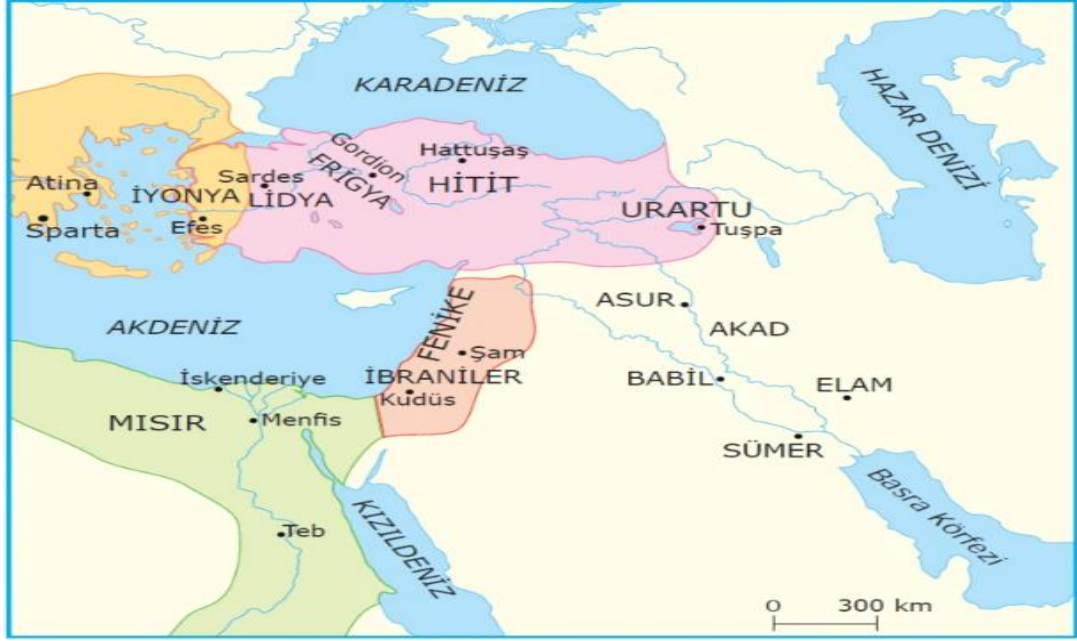 KARADENİZ
HAZAR DENİZİ
Gordion
Hattuşaş
FRİGYA
HİTİT
Sardes
LİDYA
Atina
İYONYA
Sparta
Efes
URARTU
Tuşpa
FENİKE
ASUR
AKDENİZ
AKAD
Şam
İskenderiye
İBRANİLER
BABİL
ELAM
Kudüs
MISIR
Menfis
SÜMER
Basra Körfezi
KIZILDENİZ
Teb
0 300 km